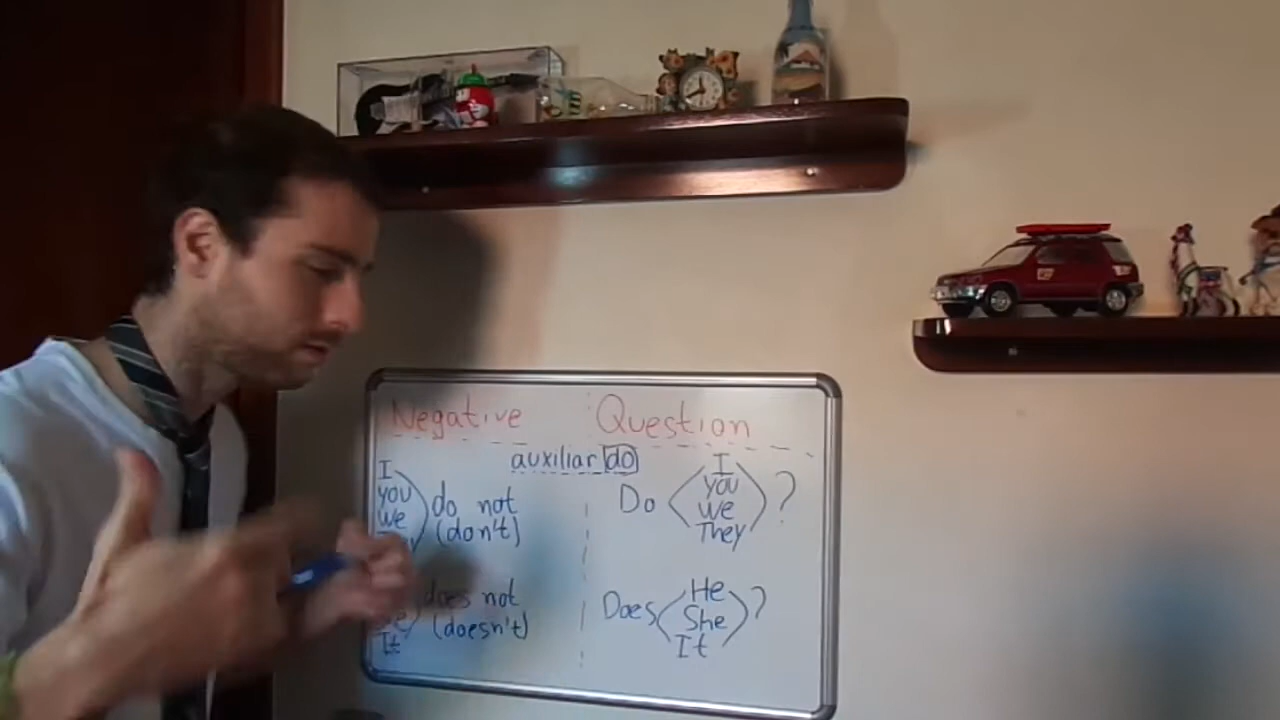 Negative Question
auxiliar do
I
you
we
do not
(don't)
does not
(doesn't)
It
Do
I
you
we
They
?
Does
He
She
It
?